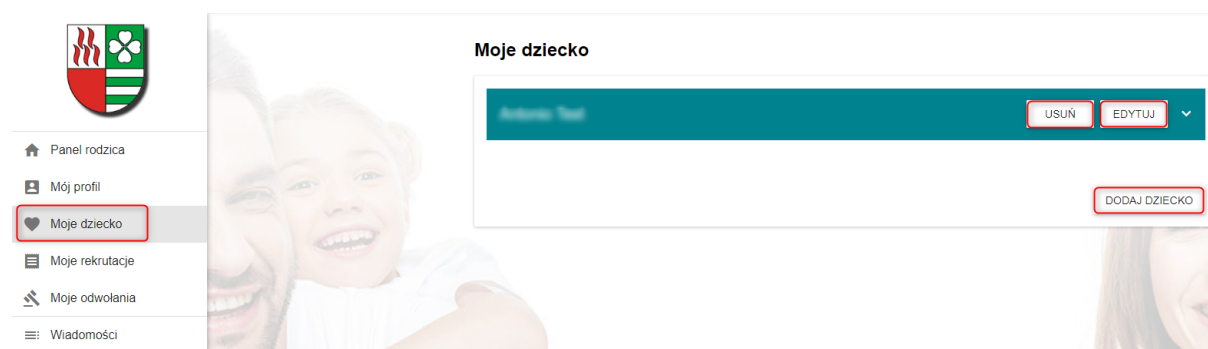 Panel rodzica
Mój profil
Moje dziecko
Moje rekrutacje
Moje odwołania
Wiadomości
Moje dziecko
USUŃ EDYTUJ
DODAJ DZIECKO